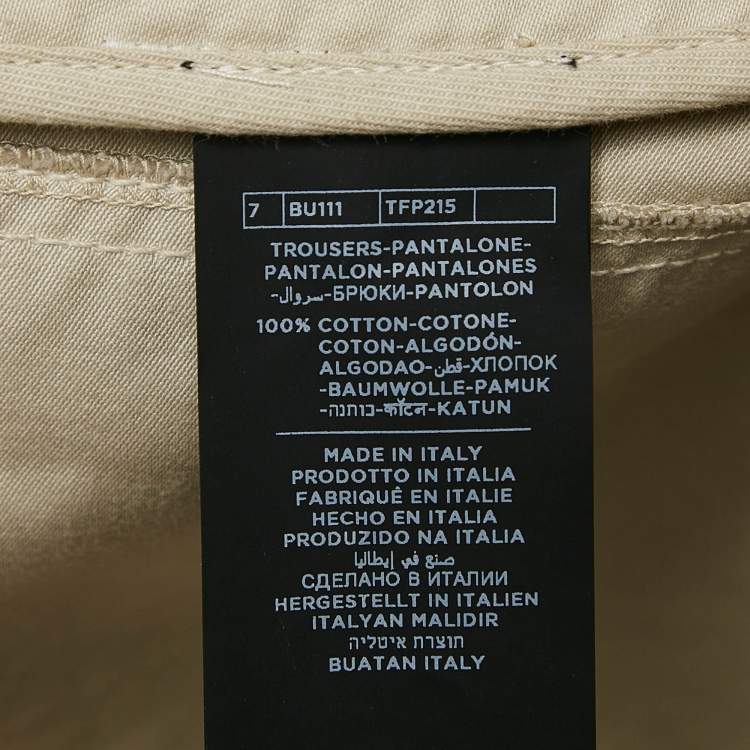 7 BU111 TFP215
TROUSERS-PANTALONE-
PANTALON-PANTALONES
-سروال-БРЮКИ-PANTOLON
100% COTTON-COTONE-
COTON-ALGODÓN-
ALGODAO-قطن-ХЛОПОК
-BAUMWOLLE-PAMUK
-כותנה-कॉटन-KATUN
MADE IN ITALY
PRODOTTO IN ITALIA
FABRIQUÉ EN ITALIE
HECHO EN ITALIA
PRODUZIDO NA ITALIA
صنع في إيطاليا
СДЕЛАНО В ИТАЛИИ
HERGESTELLT IN ITALIEN
ITALYAN MALIDIR
תוצרת איטליה
BUATAN ITALY